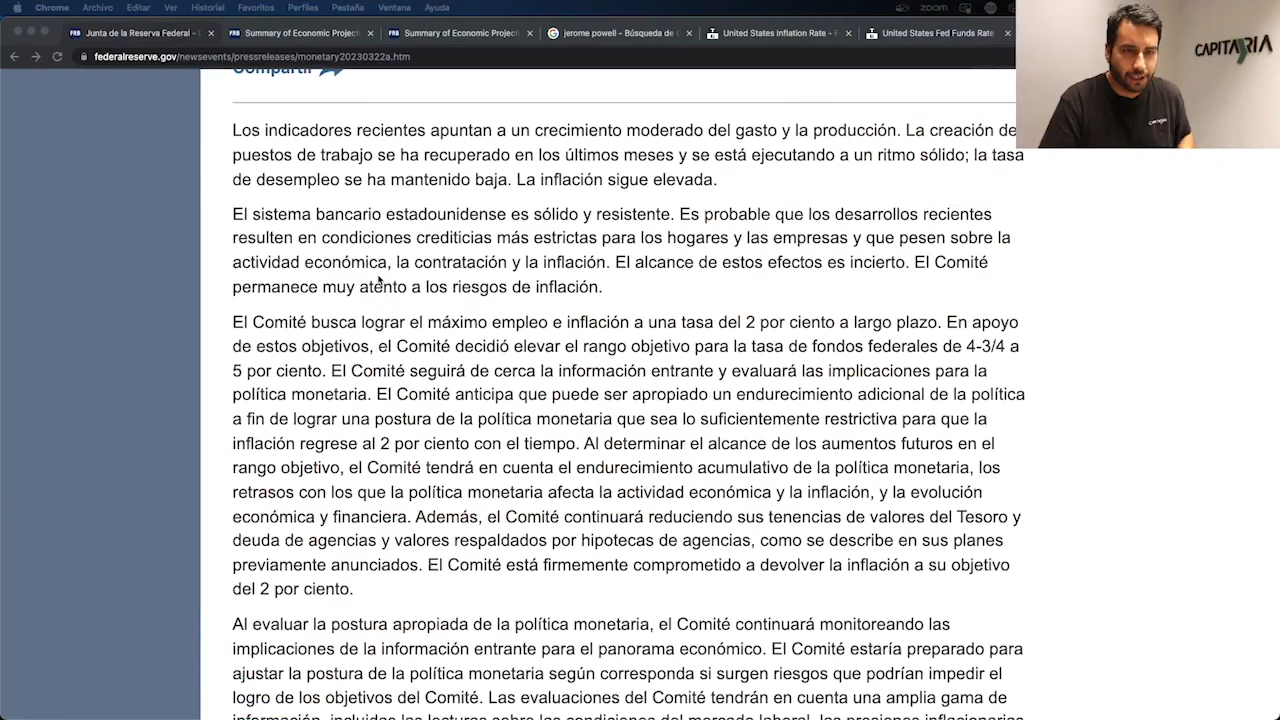 Chrome Archivo Editar Ver Historial Favoritos Perfiles Pestaña Ventana Ayuda zoom
Junta de la Reserva Federal - L
Summary of Economic Project
Summary of Economic Project
jerome powell - Búsqueda de G
United States Inflation Rate - F
United States Fed Funds Rate
federalreserve.gov/newsevents/pressreleases/monetary20230322a.htm
CAPITARIA
Compartir
Los indicadores recientes apuntan a un crecimiento moderado del gasto y la producción. La creación de
puestos de trabajo se ha recuperado en los últimos meses y se está ejecutando a un ritmo sólido; la tasa
de desempleo se ha mantenido baja. La inflación sigue elevada.
El sistema bancario estadounidense es sólido y resistente. Es probable que los desarrollos recientes
resulten en condiciones crediticias más estrictas para los hogares y las empresas y que pesen sobre la
actividad económica, la contratación y la inflación. El alcance de estos efectos es incierto. El Comité
permanece muy atento a los riesgos de inflación.
El Comité busca lograr el máximo empleo e inflación a una tasa del 2 por ciento a largo plazo. En apoyo
de estos objetivos, el Comité decidió elevar el rango objetivo para la tasa de fondos federales de 4-3/4 a
5 por ciento. El Comité seguirá de cerca la información entrante y evaluará las implicaciones para la
política monetaria. El Comité anticipa que puede ser apropiado un endurecimiento adicional de la política
a fin de lograr una postura de la política monetaria que sea lo suficientemente restrictiva para que la
inflación regrese al 2 por ciento con el tiempo. Al determinar el alcance de los aumentos futuros en el
rango objetivo, el Comité tendrá en cuenta el endurecimiento acumulativo de la política monetaria, los
retrasos con los que la política monetaria afecta la actividad económica y la inflación, y la evolución
económica y financiera. Además, el Comité continuará reduciendo sus tenencias de valores del Tesoro y
deuda de agencias y valores respaldados por hipotecas de agencias, como se describe en sus planes
previamente anunciados. El Comité está firmemente comprometido a devolver la inflación a su objetivo
del 2 por ciento.
Al evaluar la postura apropiada de la política monetaria, el Comité continuará monitoreando las
implicaciones de la información entrante para el panorama económico. El Comité estaría preparado para
ajustar la postura de la política monetaria según corresponda si surgen riesgos que podrían impedir el
logro de los objetivos del Comité. Las evaluaciones del Comité tendrán en cuenta una amplia gama de
información, incluidas las lecturas sobre las condiciones del mercado laboral, las presiones inflacionarias